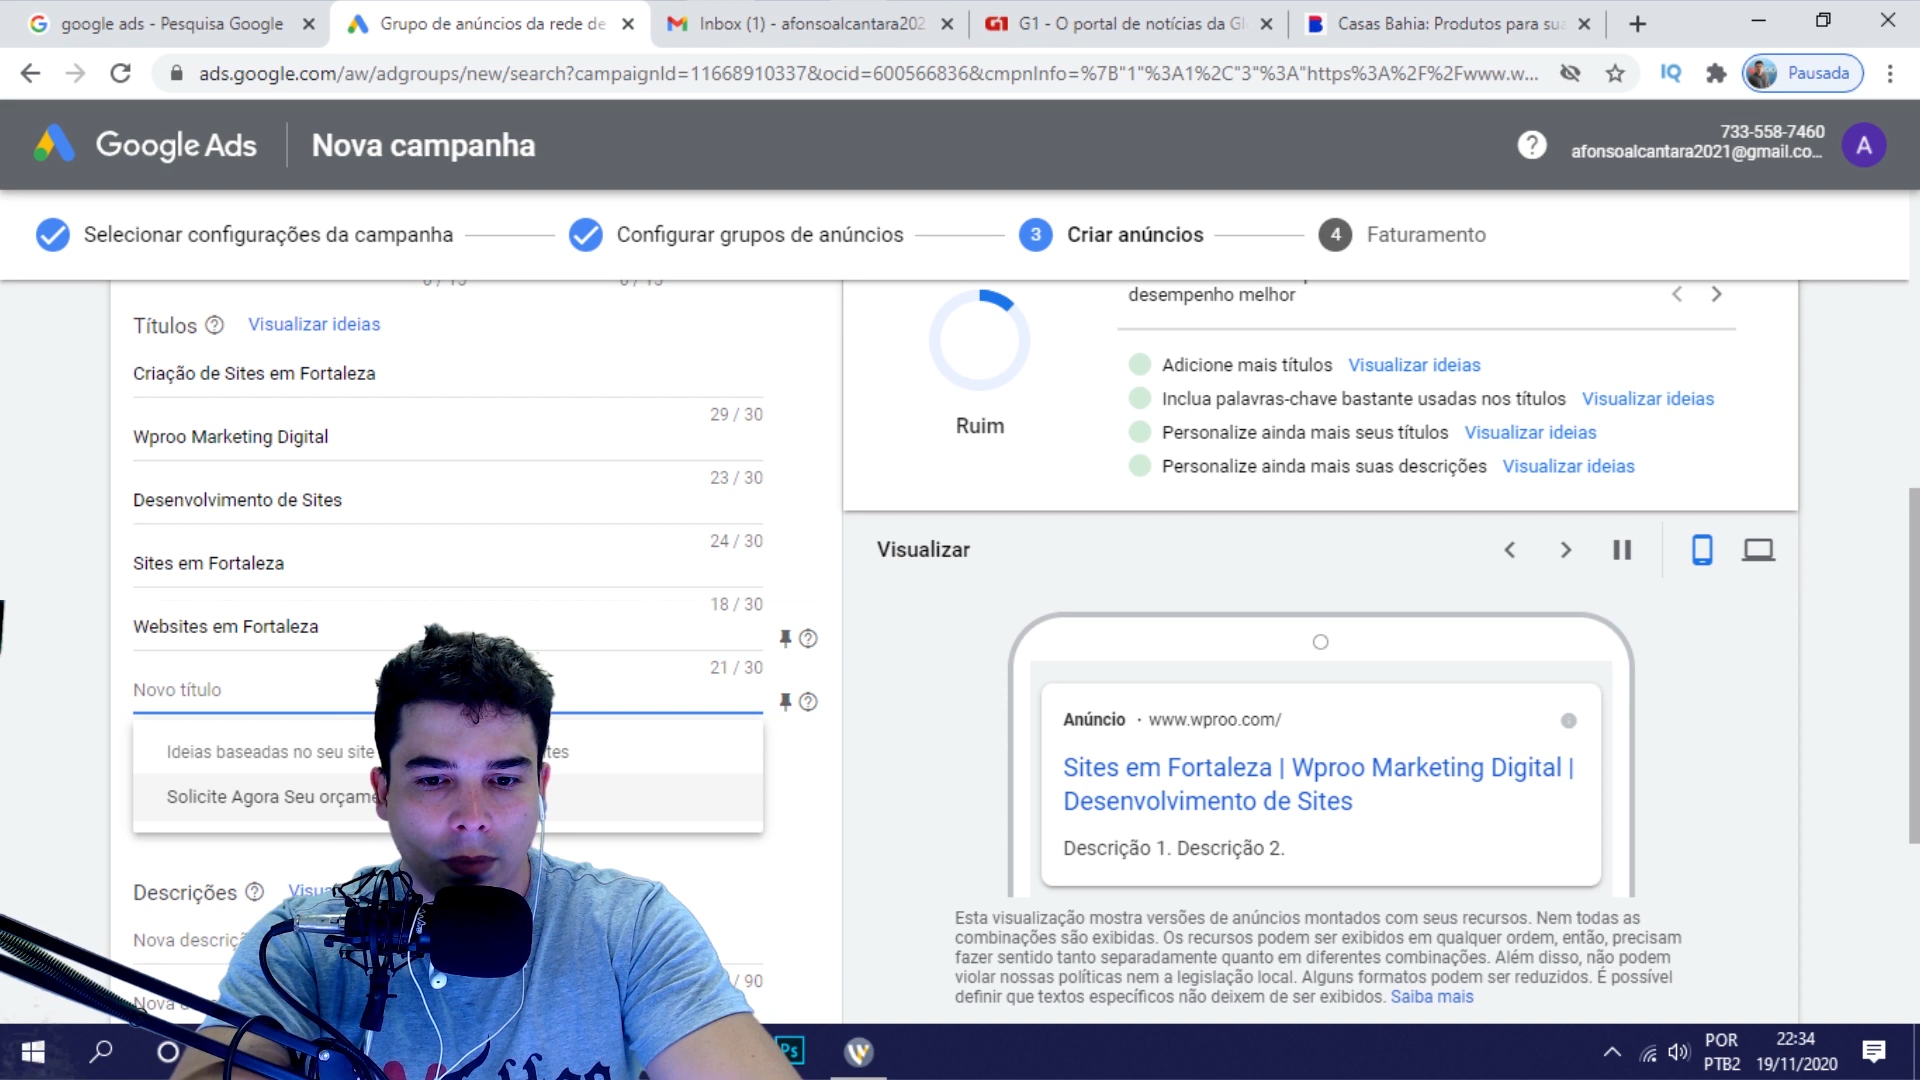 google ads - Pesquisa Google
Grupo de anúncios da rede de
Inbox (1) - afonsoalcantara202
G1 - O portal de notícias da Gl
Casas Bahia: Produtos para sua
ads.google.com/aw/adgroups/new/search?campaignId=11668910337&ocid=600566836&cmpnInfo=%7B"1"%3A1%2C"3"%3A"https%3A%2F%2Fwww.w...
IQ
Pausada
Google Ads
Nova campanha
733-558-7460
afonsoalcantara2021@gmail.co...
A
Selecionar configurações da campanha
Configurar grupos de anúncios
3 Criar anúncios
4 Faturamento
Títulos
Visualizar ideias
Criação de Sites em Fortaleza
29 / 30
Wproo Marketing Digital
23 / 30
Desenvolvimento de Sites
24 / 30
Sites em Fortaleza
18 / 30
Websites em Fortaleza
21 / 30
Novo título
Ideias baseadas no seu site
Solicite Agora Seu
Descrições
Nova
/ 90
Nova
Ruim
desempenho melhor
Adicione mais títulos Visualizar ideias
Inclua palavras-chave bastante usadas nos títulos Visualizar ideias
Personalize ainda mais seus títulos Visualizar ideias
Personalize ainda mais suas descrições Visualizar ideias
Visualizar
Anúncio · www.wproo.com/
Sites em Fortaleza | Wproo Marketing Digital |
Desenvolvimento de Sites
Descrição 1. Descrição 2.
Esta visualização mostra versões de anúncios montados com seus recursos. Nem todas as
combinações são exibidas. Os recursos podem ser exibidos em qualquer ordem, então, precisam
fazer sentido tanto separadamente quanto em diferentes combinações. Além disso, não podem
violar nossas políticas nem a legislação local. Alguns formatos podem ser reduzidos. É possível
definir que textos específicos não deixem de ser exibidos. Saiba mais
Ps
POR
PTB2
22:34
19/11/2020